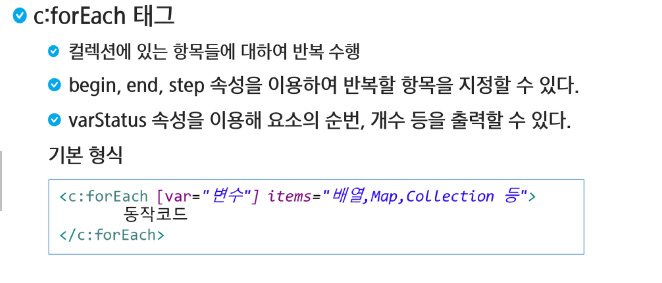 c:forEach 태그
컬렉션에 있는 항목들에 대하여 반복 수행
begin, end, step 속성을 이용하여 반복할 항목을 지정할 수 있다.
varStatus 속성을 이용해 요소의 순번, 개수 등을 출력할 수 있다.
기본 형식
<c:forEach [var="변수"] items="배열,Map,Collection 등">
동작코드
</c:forEach>